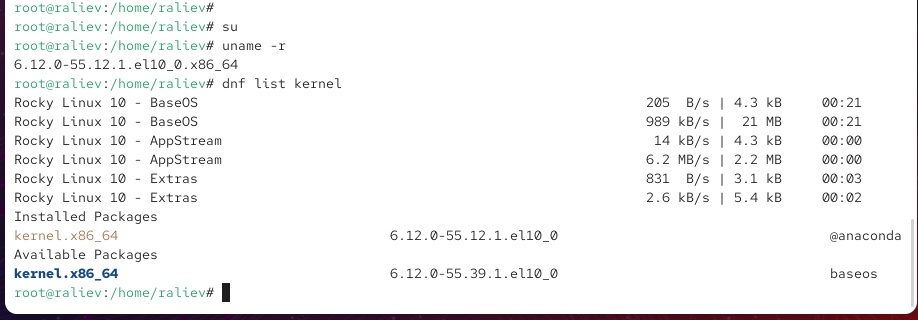 root@raliev:/home/raliev#
root@raliev:/home/raliev# su
root@raliev:/home/raliev# uname -r
6.12.0-55.12.1.el10_0.x86_64
root@raliev:/home/raliev# dnf list kernel
Rocky Linux 10 - BaseOS 205 B/s | 4.3 kB 00:21
Rocky Linux 10 - BaseOS 989 kB/s | 21 MB 00:21
Rocky Linux 10 - AppStream 14 kB/s | 4.3 kB 00:00
Rocky Linux 10 - AppStream 6.2 MB/s | 2.2 MB 00:00
Rocky Linux 10 - Extras 831 B/s | 3.1 kB 00:03
Rocky Linux 10 - Extras 2.6 kB/s | 5.4 kB 00:02
Installed Packages
kernel.x86_64 6.12.0-55.12.1.el10_0 @anaconda
Available Packages
kernel.x86_64 6.12.0-55.39.1.el10_0 baseos
root@raliev:/home/raliev#